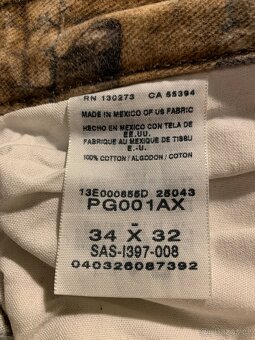 RN 130273 CA 55394
MADE IN MEXICO OF US FABRIC
HECHO EN MEXICO CON TELA DE
EE.UU.
FABRIQUE AU MEXIQUE DE TISSU
E.-U.
100% COTTON / ALGODON / COTON
13E000855D 25043
PG001AX
-
34 X 32
SAS-I397-008
040326087392